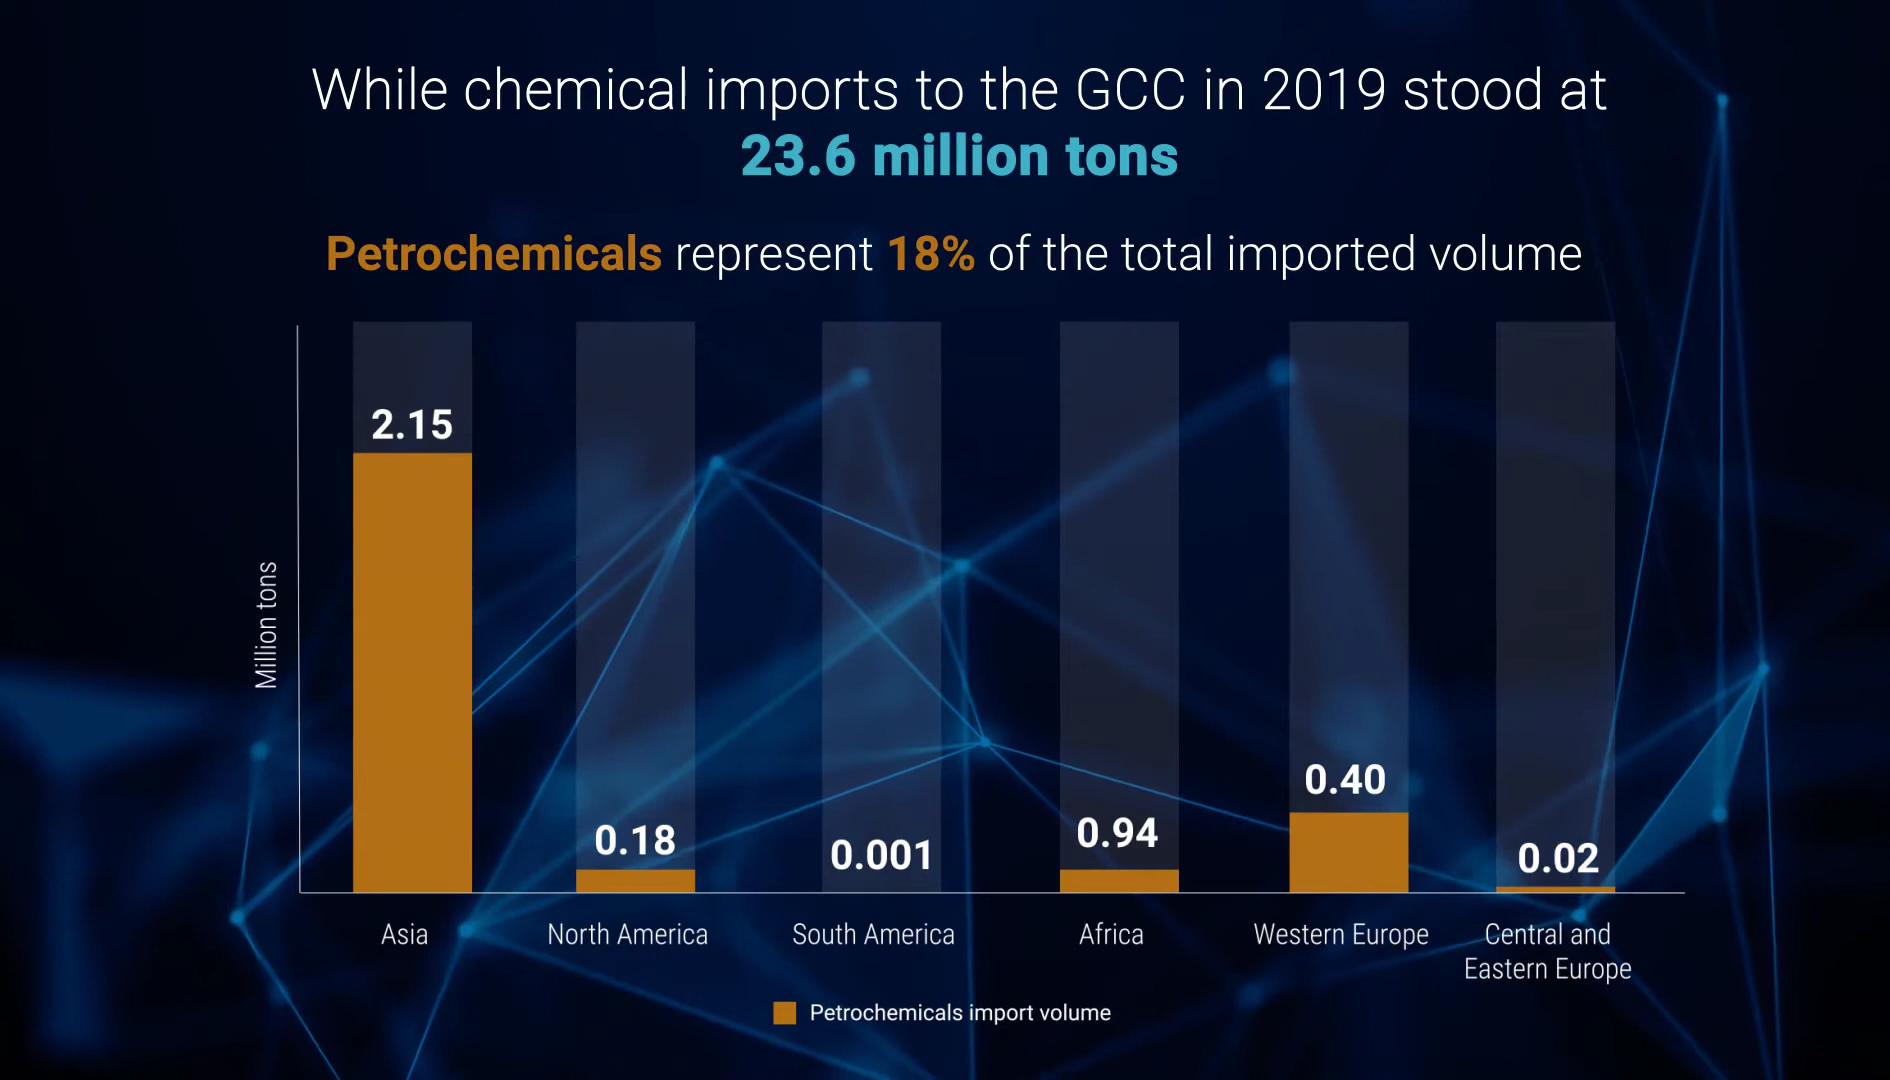 While chemical imports to the GCC in 2019 stood at
23.6 million tons
Petrochemicals represent 18% of the total imported volume
Million tons
2.15
0.18
0.001
0.94
0.40
0.02
Asia
North America
South America
Africa
Western Europe
Central and
Eastern Europe
Petrochemicals import volume